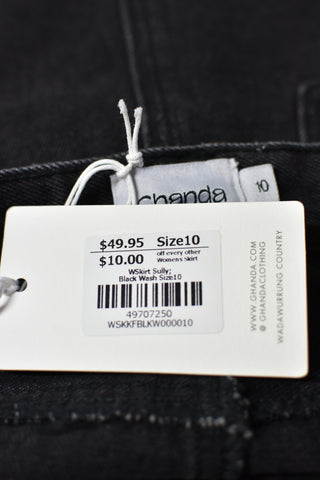 Ghanda
10
$49.95 Size10
$10.00 off every other Womens Skirt
WSkirt Sully;
Black Wash Size10
49707250
WSKKFBLKW000010
WWW.GHANDA.COM
@ GHANDACLOTHING
WADAWURRUNG COUNTRY